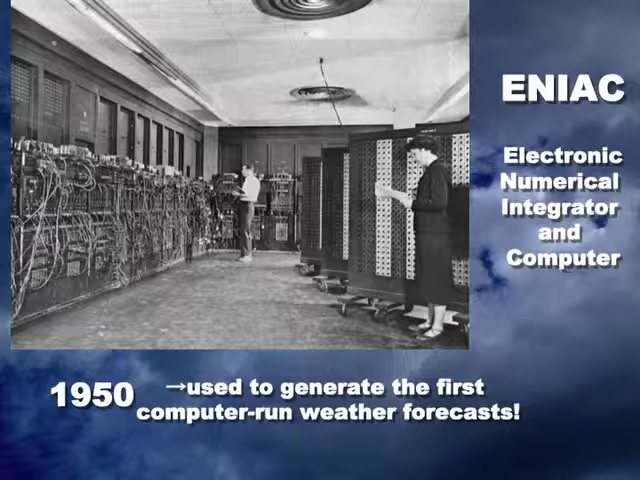 ENIAC
Electronic
Numerical
Integrator
and
Computer
1950
→used to generate the first
computer-run weather forecasts!